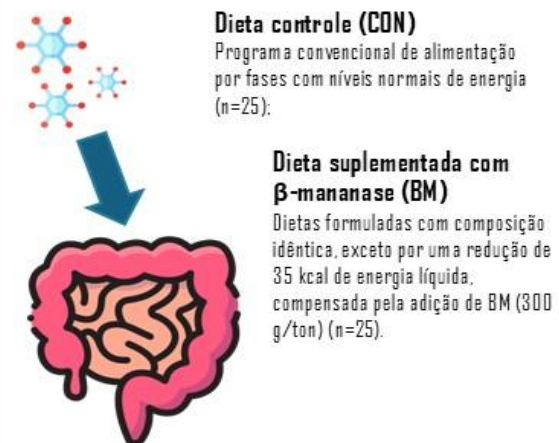 Dieta controle (CON)
Programa convencional de alimentação
por fases com níveis normais de energia
(n=25);
Dieta suplementada com
β-mananase (BM)
Dietas formuladas com composição
idêntica, exceto por uma redução de
35 kcal de energia líquida,
compensada pela adição de BM (300
g/ton) (n=25).